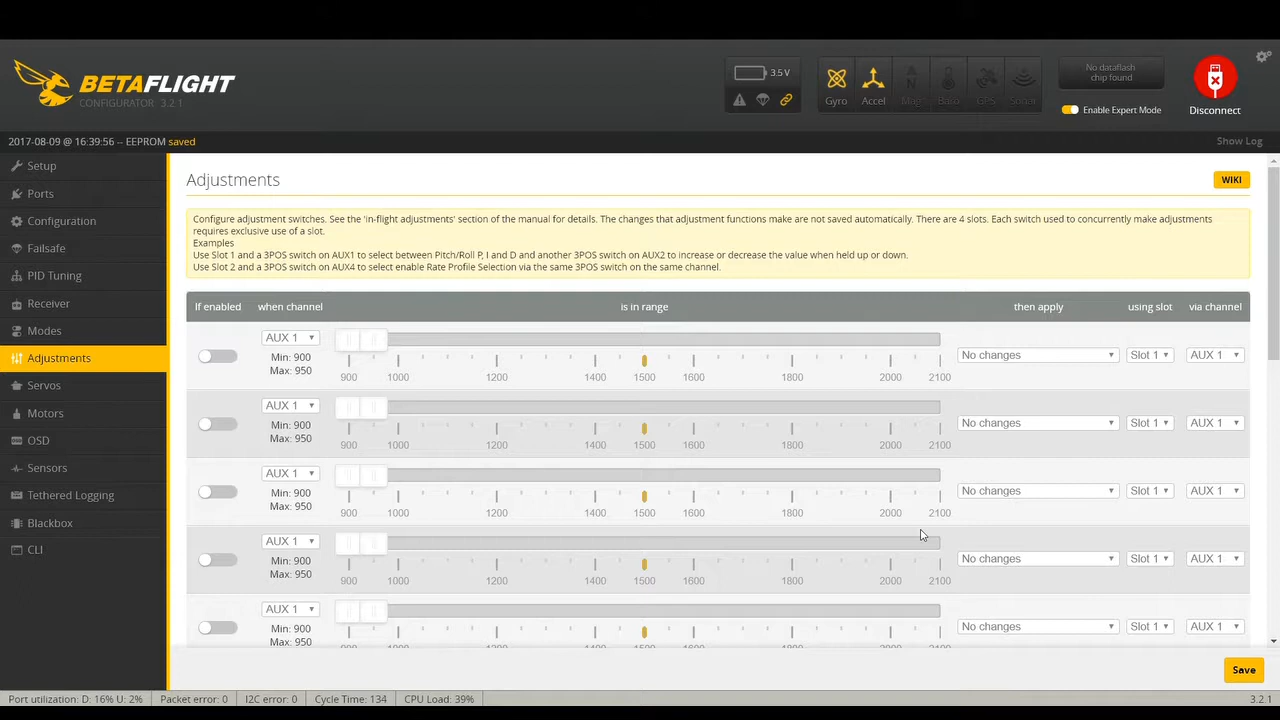 BETAFLIGHT
CONFIGURATOR 3.2.1
3.5 V
Gyro
Accel
Mag
Baro
GPS
Sonar
No dataflash
chip found
Enable Expert Mode
Disconnect
2017-08-09 @ 16:39:56 -- EEPROM saved
Show Log
Setup
Ports
Configuration
Failsafe
PID Tuning
Receiver
Modes
Adjustments
Servos
Motors
OSD
Sensors
Tethered Logging
Blackbox
CLI
Adjustments
WIKI
Configure adjustment switches. See the 'in-flight adjustments' section of the manual for details. The changes that adjustment functions make are not saved automatically. There are 4 slots. Each switch used to concurrently make adjustments
requires exclusive use of a slot.
Examples
Use Slot 1 and a 3POS switch on AUX1 to select between Pitch/Roll P, I and D and another 3POS switch on AUX2 to increase or decrease the value when held up or down.
Use Slot 2 and a 3POS switch on AUX4 to select enable Rate Profile Selection via the same 3POS switch on the same channel.
If enabled when channel is in range then apply using slot via channel
AUX 1
Min: 900
Max: 950
900 1000 1200 1400 1500 1600 1800 2000 2100
No changes Slot 1 AUX 1
AUX 1
Min: 900
Max: 950
900 1000 1200 1400 1500 1600 1800 2000 2100
No changes Slot 1 AUX 1
AUX 1
Min: 900
Max: 950
900 1000 1200 1400 1500 1600 1800 2000 2100
No changes Slot 1 AUX 1
AUX 1
Min: 900
Max: 950
900 1000 1200 1400 1500 1600 1800 2000 2100
No changes Slot 1 AUX 1
AUX 1
Min: 900
Max: 950
900 1000 1200 1400 1500 1600 1800 2000 2100
No changes Slot 1 AUX 1
Save
Port utilization: D: 16% U: 2% Packet error: 0 I2C error: 0 Cycle Time: 134 CPU Load: 39% 3.2.1